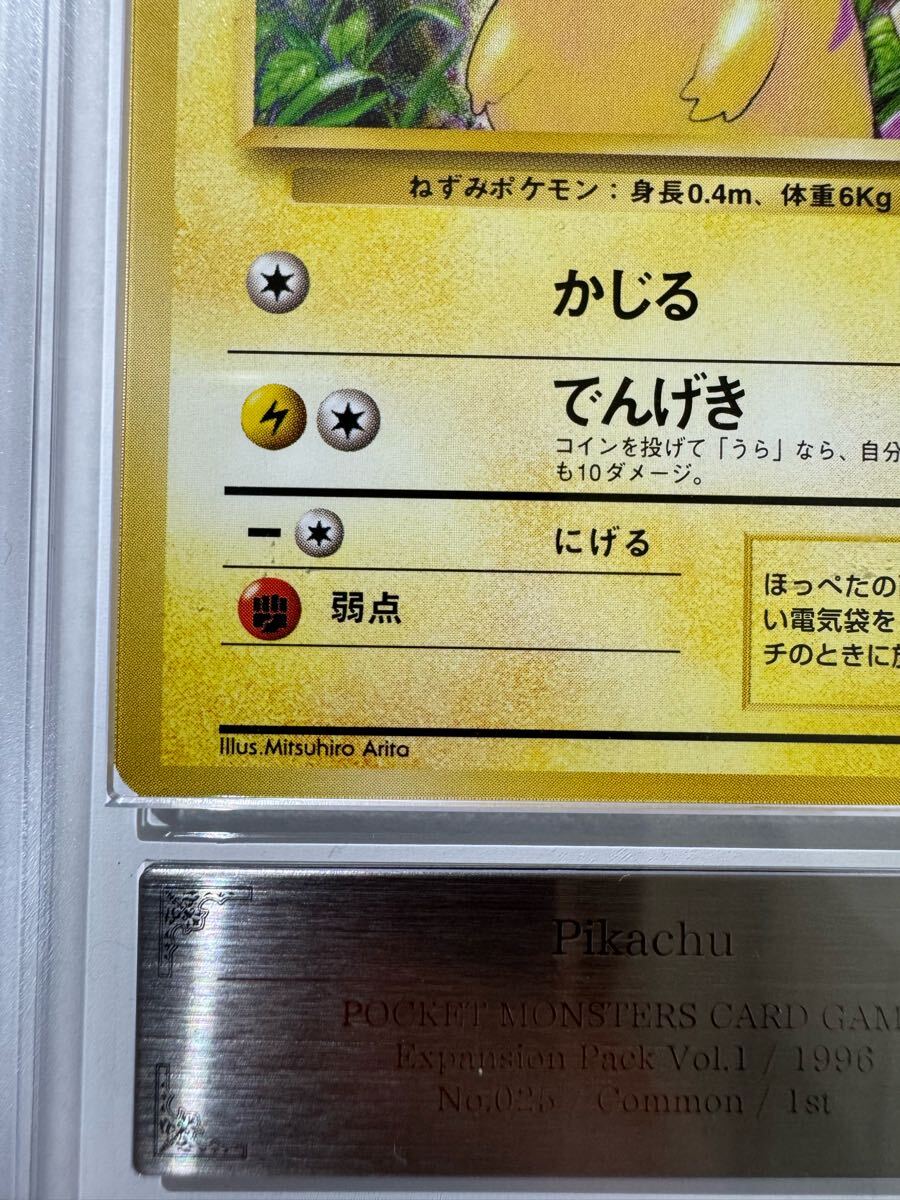 ねずみポケモン：身長0.4m、体重6Kg
かじる
でんげき
コインを投げて「うら」なら、自分
も10ダメージ。
にげる
弱点
ほっぺたの
い電気袋を
チのときに
Illus.Mitsuhiro Arita
Pikachu
POCKET MONSTERS CARD GAM
Expansion Pack Vol.1 / 1996
No.025 / Common / 1st